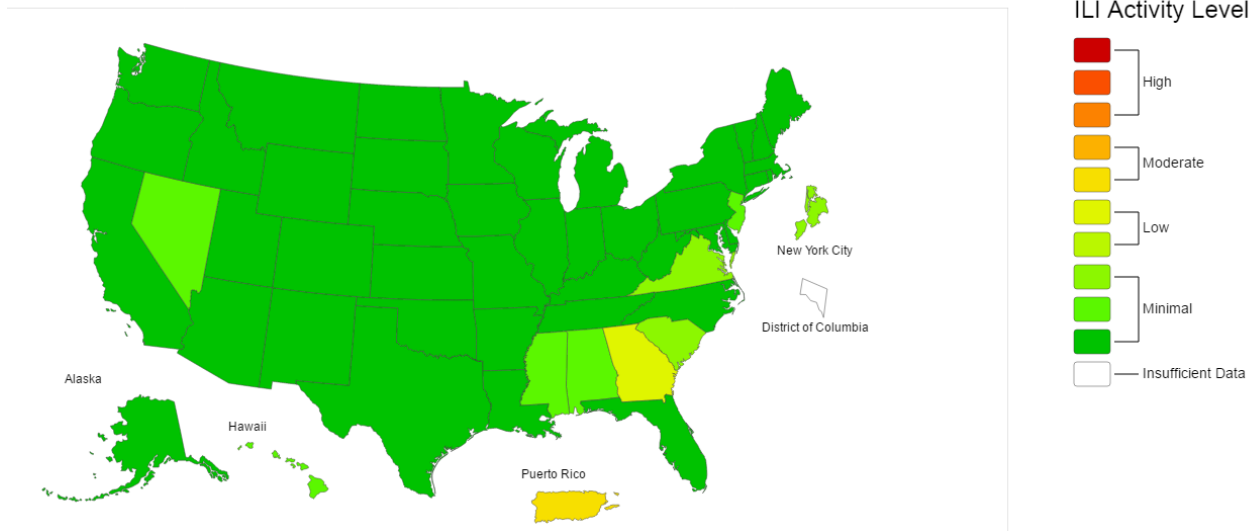 ILI Activity Level
High
Moderate
Low
Minimal
Insufficient Data
New York City
District of Columbia
Alaska
Hawaii
Puerto Rico